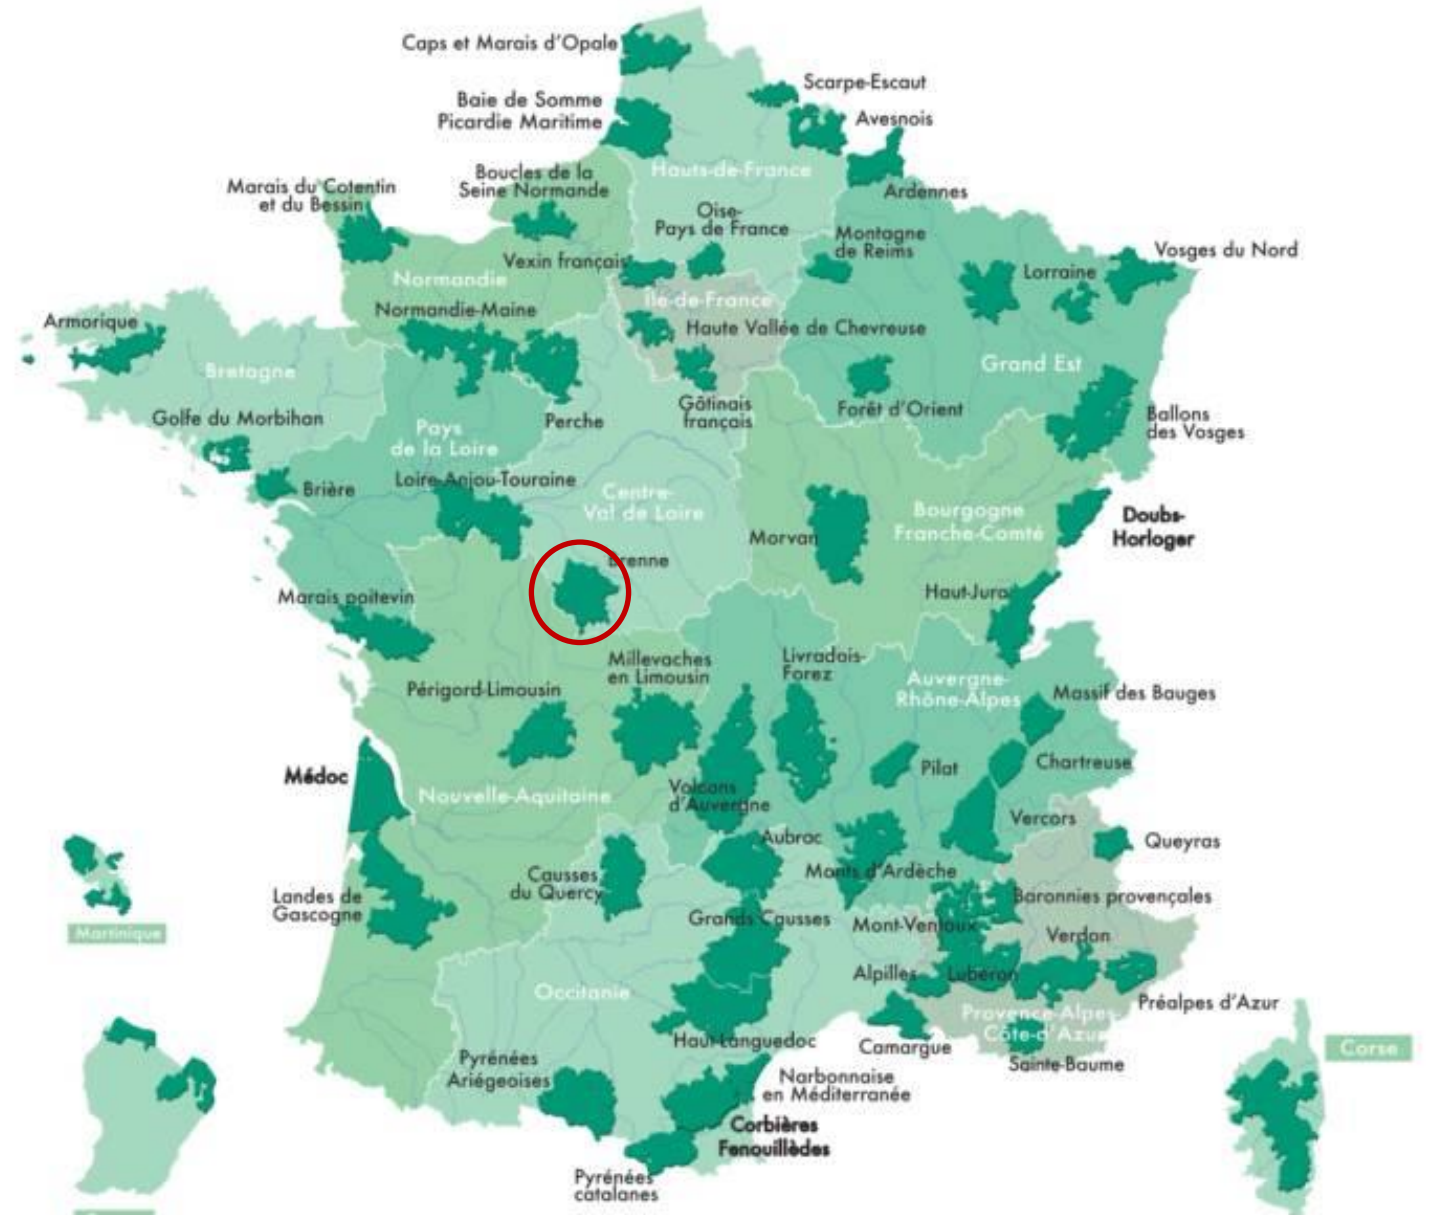 Caps et Marais d'Opale
Scarpe-Escaut
Baie de Somme
Picardie Maritime
Avesnois
Hauts-de-France
Boucles de la
Seine Normande
Marais du Cotentin
et du Bessin
Ardennes
Oise-
Pays de France
Montagne
de Reims
Vosges du Nord
Vexin français
Lorraine
Normandie
Île-de-France
Normandie-Maine
Armorique
Haute Vallée de Chevreuse
Bretagne
Grand Est
Golfe du Morbihan
Perche
Gâtinais
français
Forêt d'Orient
Ballons
des Vosges
Pays
de la Loire
Loire-Anjou-Touraine
Brière
Centre-
Val de Loire
Bourgogne
Franche-Comté
Doubs-
Horloger
Morvan
Brenne
Haut-Jura
Marais poitevin
Millevaches
en Limousin
Livradois-
Forez
Périgord-Limousin
Auvergne-
Rhône-Alpes
Massif des Bauges
Médoc
Pilat
Chartreuse
Nouvelle-Aquitaine
Volcans
d'Auvergne
Vercors
Aubrac
Queyras
Causses
du Quercy
Monts d'Ardèche
Landes de
Gascogne
Baronnies provençales
Grands Causses
Mont-Ventoux
Martinique
Verdon
Alpilles
Luberon
Occitanie
Préalpes d'Azur
Provence-Alpes-
Côte-d'Azur
Haut-Languedoc
Camargue
Corse
Sainte-Baume
Pyrénées
Ariégeoises
Narbonnaise
en Méditerranée
Corbières
Fenouillèdes
Pyrénées
catalanes